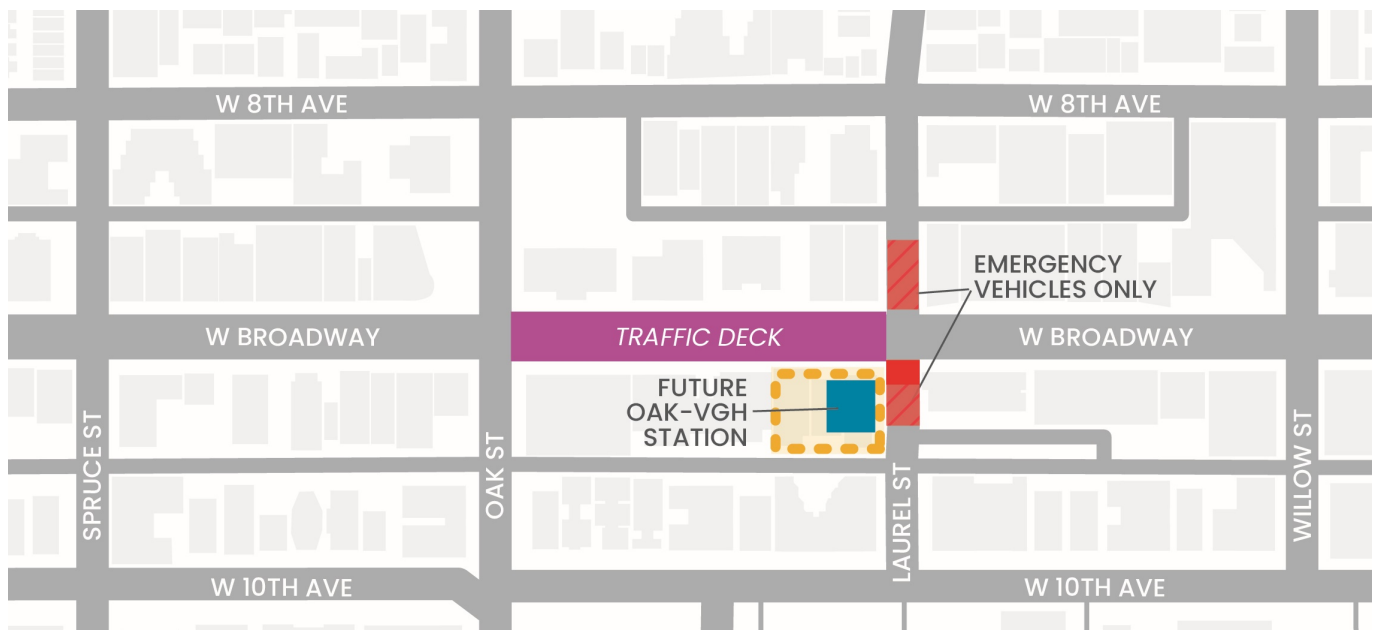 W 8TH AVE
W 8TH AVE
EMERGENCY
VEHICLES ONLY
W BROADWAY
TRAFFIC DECK
W BROADWAY
FUTURE
OAK-VGH
STATION
SPRUCE ST
OAK ST
LAUREL ST
WILLOW ST
W 10TH AVE
W 10TH AVE